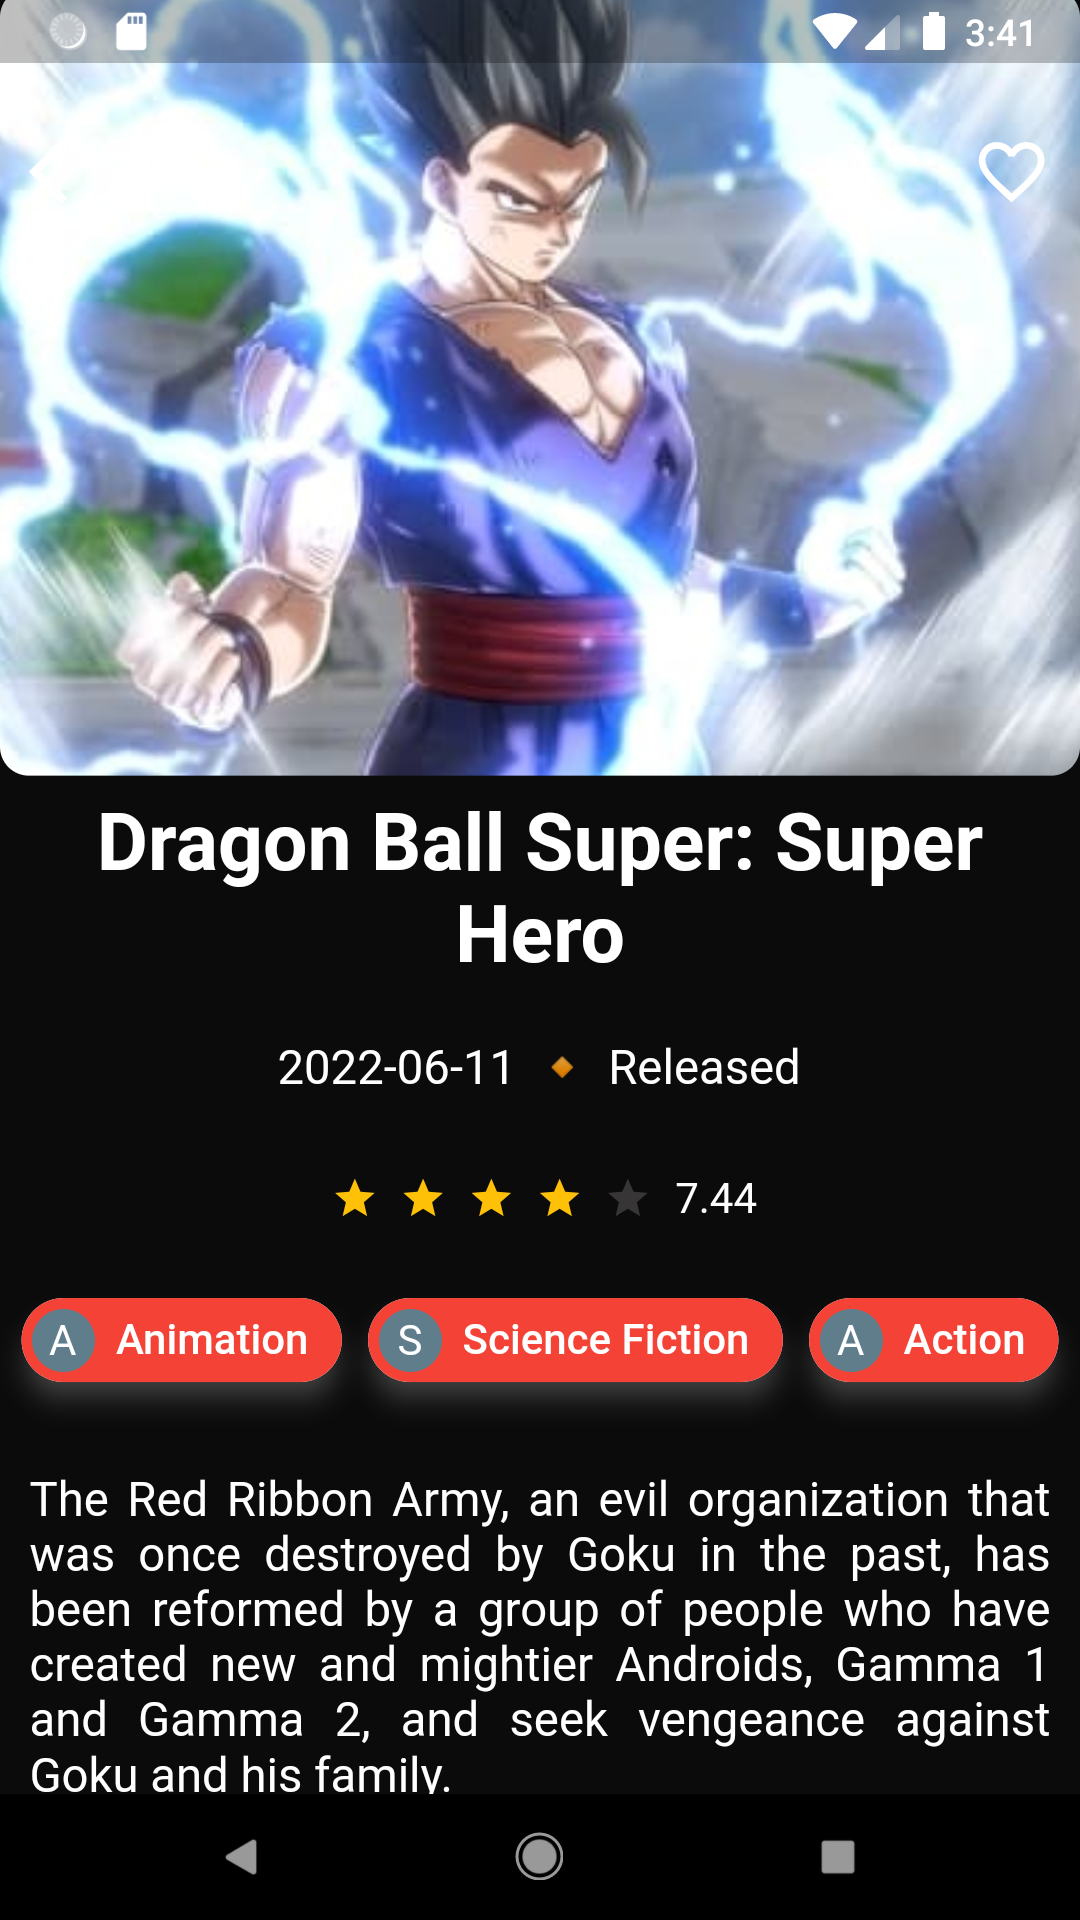 3:41
Dragon Ball Super: Super
Hero
2022-06-11 🔸 Released
7.44
A Animation S Science Fiction A Action
The Red Ribbon Army, an evil organization that
was once destroyed by Goku in the past, has
been reformed by a group of people who have
created new and mightier Androids, Gamma 1
and Gamma 2, and seek vengeance against
Goku and his family.